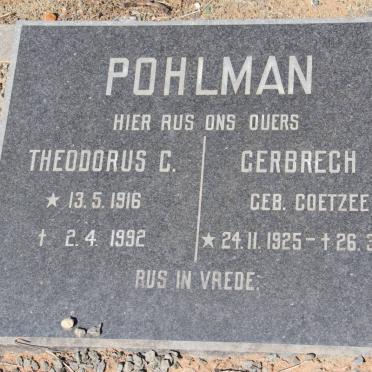 POHLMAN
HIER RUS ONS OUERS
THEODORUS C.
★ 13.5.1916
† 2.4.1992
GERBRECH
GEB. COETZEE
★ 24.11.1925 – † 26.3
RUS IN VREDE: